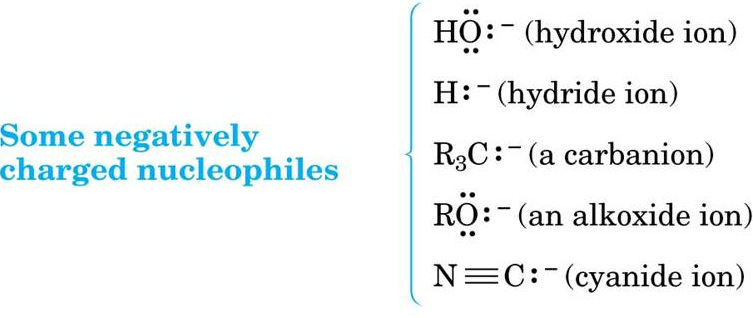 Some negatively
charged nucleophiles
HÖ:⁻ (hydroxide ion)
H:⁻ (hydride ion)
R₃C:⁻ (a carbanion)
RÖ:⁻ (an alkoxide ion)
N≡C:⁻ (cyanide ion)